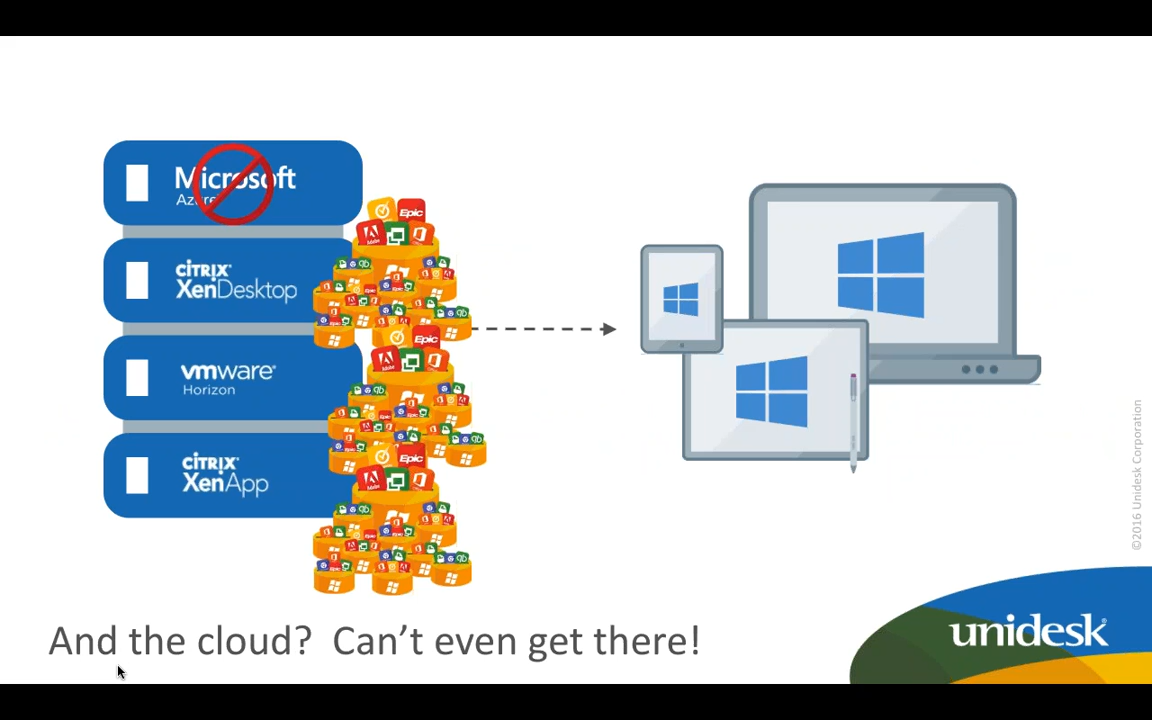 Microsoft
Azure
Epic
Adobe
CITRIX®
XenDesktop
Epic
vmware®
Horizon
Epic
CITRIX®
XenApp
©2016 Unidesk Corporation
And the cloud?  Can’t even get there!
unidesk®